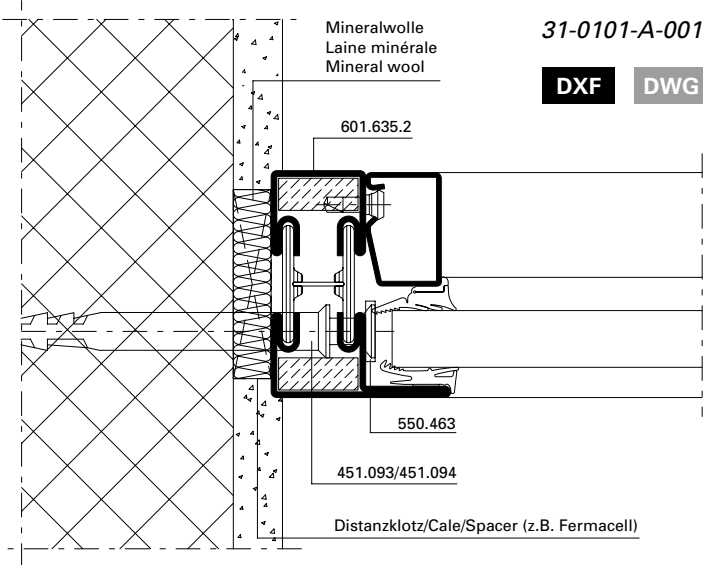 Mineralwolle
Laine minérale
Mineral wool
31-0101-A-001
DXF DWG
601.635.2
550.463
451.093/451.094
Distanzklotz/Cale/Spacer (z.B. Fermacell)